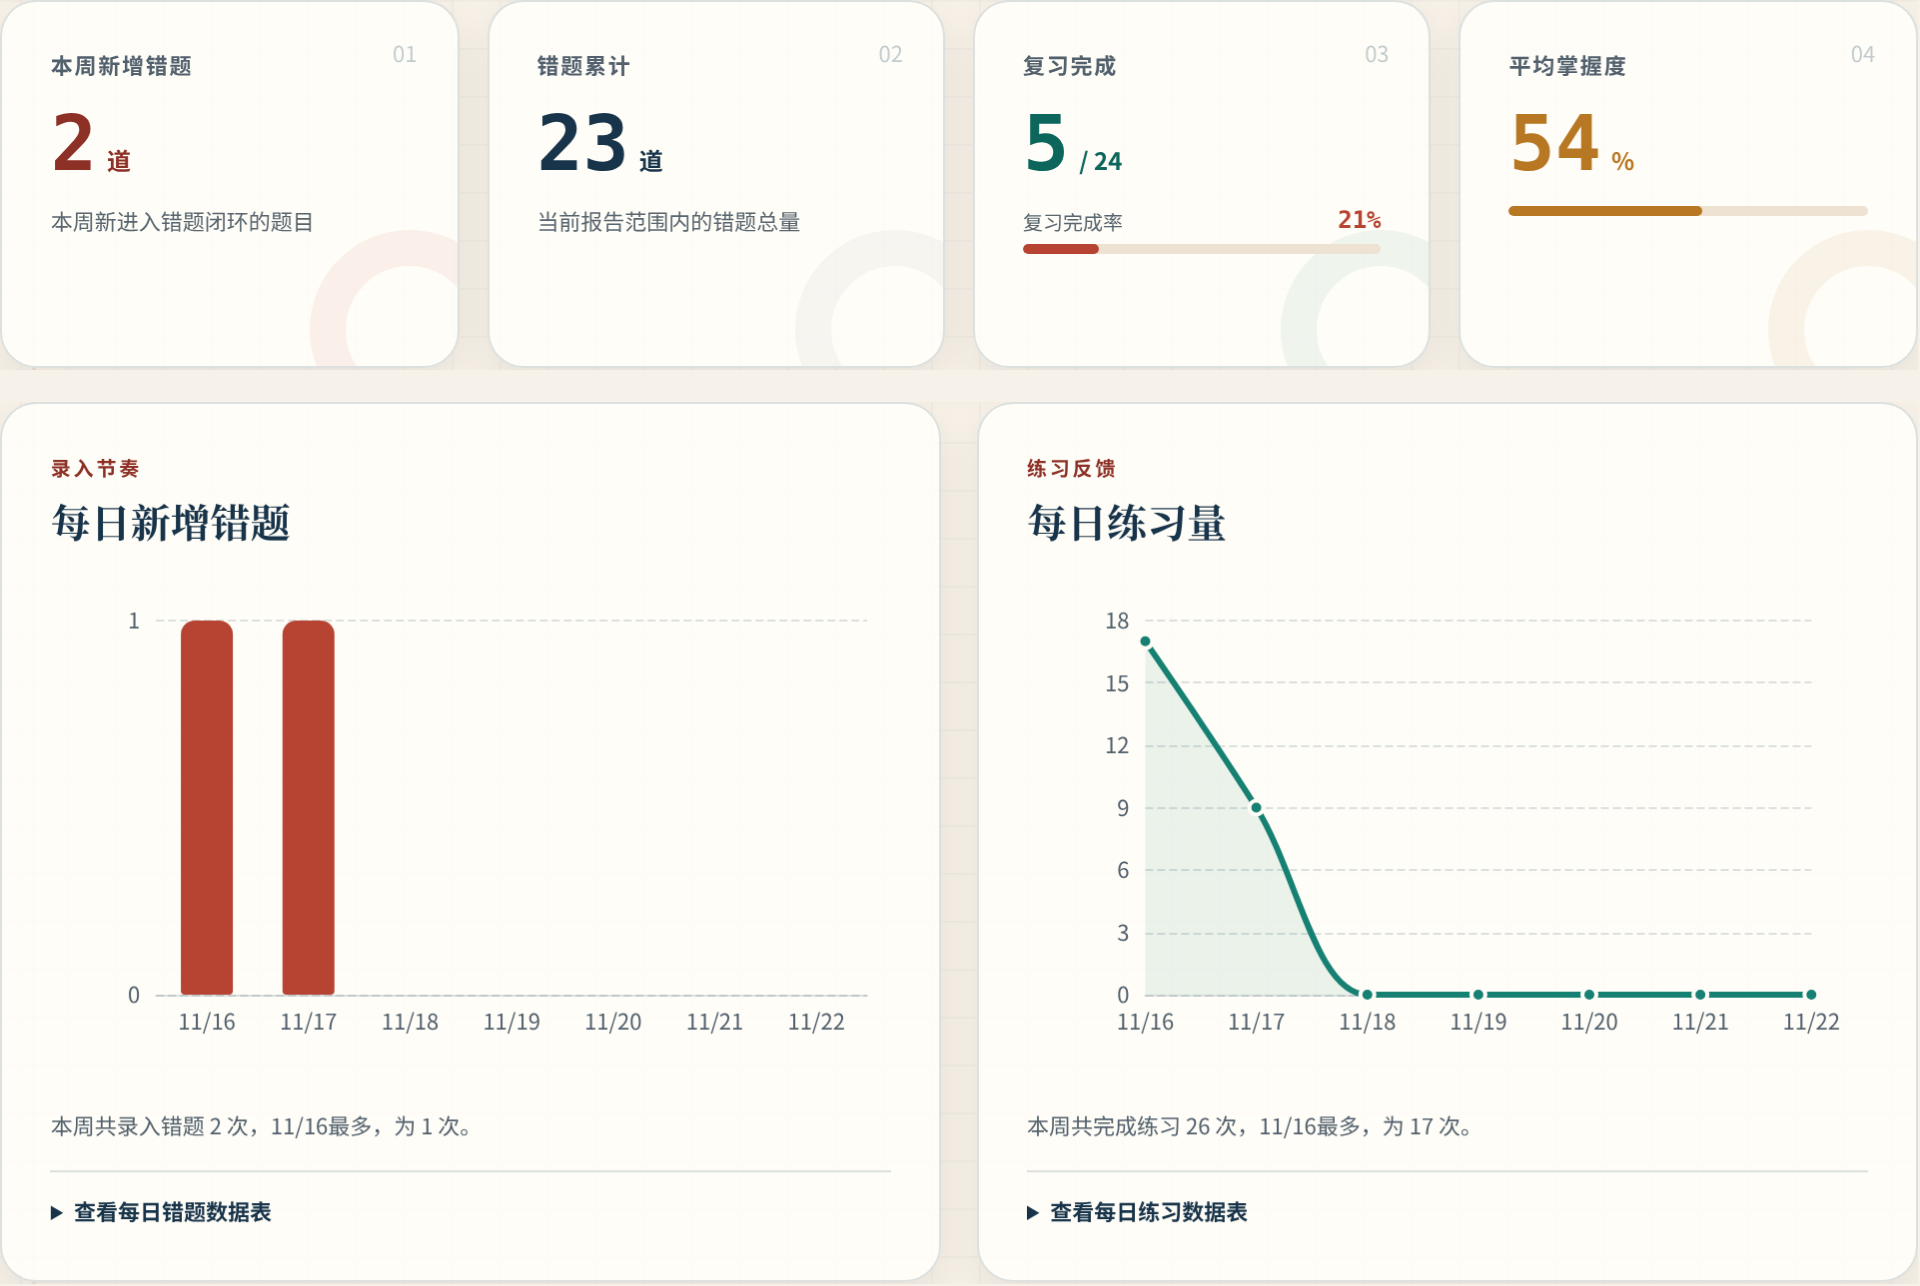 本周新增错题
01
2 道
本周新进入错题闭环的题目
错题累计
02
23 道
当前报告范围内的错题总量
复习完成
03
5 / 24
复习完成率
21%
平均掌握度
04
54 %
录入节奏
每日新增错题
1
0
11/16 11/17 11/18 11/19 11/20 11/21 11/22
本周共录入错题 2 次，11/16最多，为 1 次。
▶ 查看每日错题数据表
练习反馈
每日练习量
18
15
12
9
6
3
0
11/16 11/17 11/18 11/19 11/20 11/21 11/22
本周共完成练习 26 次，11/16最多，为 17 次。
▶ 查看每日练习数据表